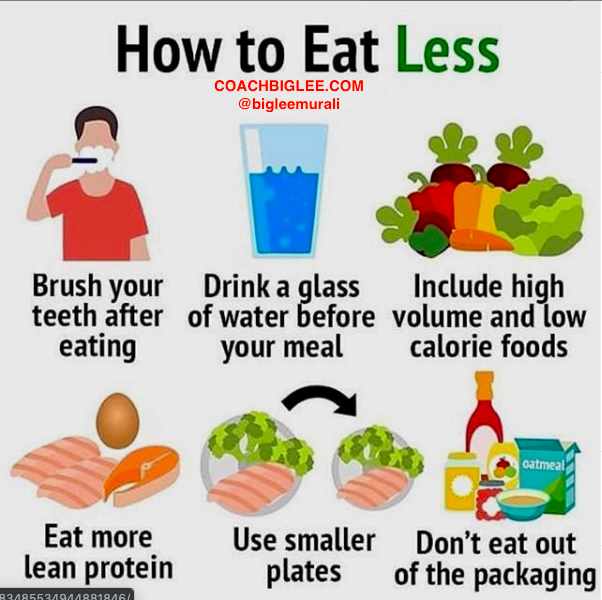 How to Eat Less
COACHBIGLEE.COM
@bigleemurali
Brush your
teeth after
eating
Drink a glass
of water before
your meal
Include high
volume and low
calorie foods
oatmeal
Eat more
lean protein
Use smaller
plates
Don't eat out
of the packaging